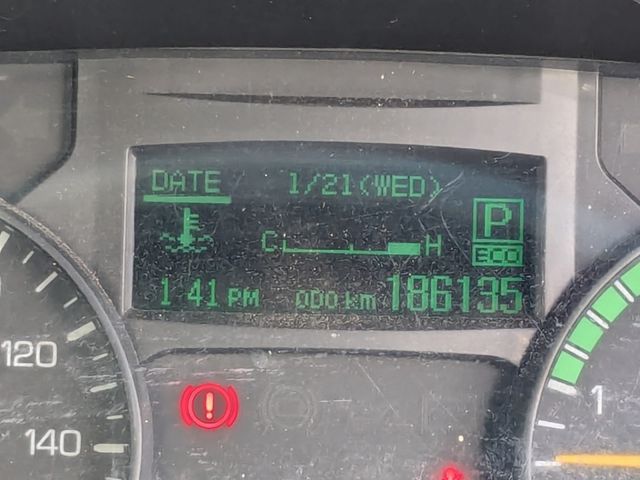 DATE 1/21(WED)
P
C H
ECO
1:41 PM ODO km 186135
120
1
140
!